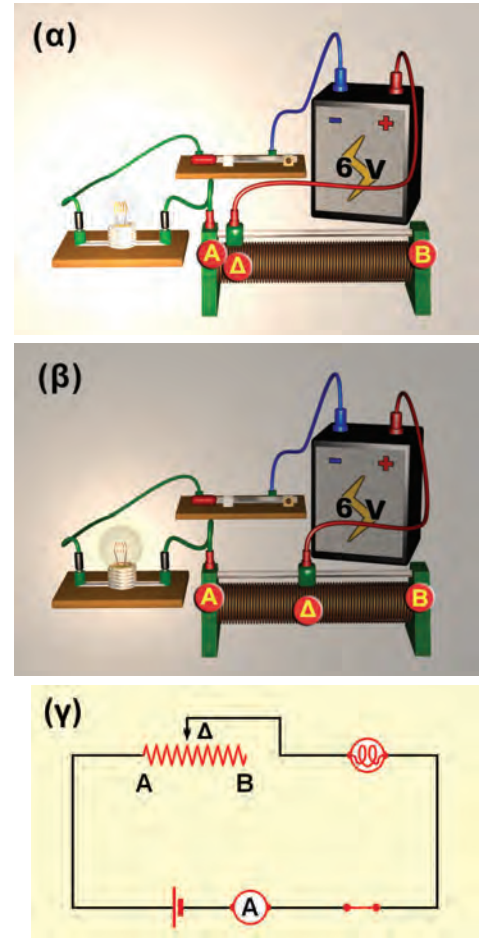 (α)
- +
6 V
Α Δ Β
(β)
- +
6 V
Α Δ Β
(γ)
Δ
Α Β
A